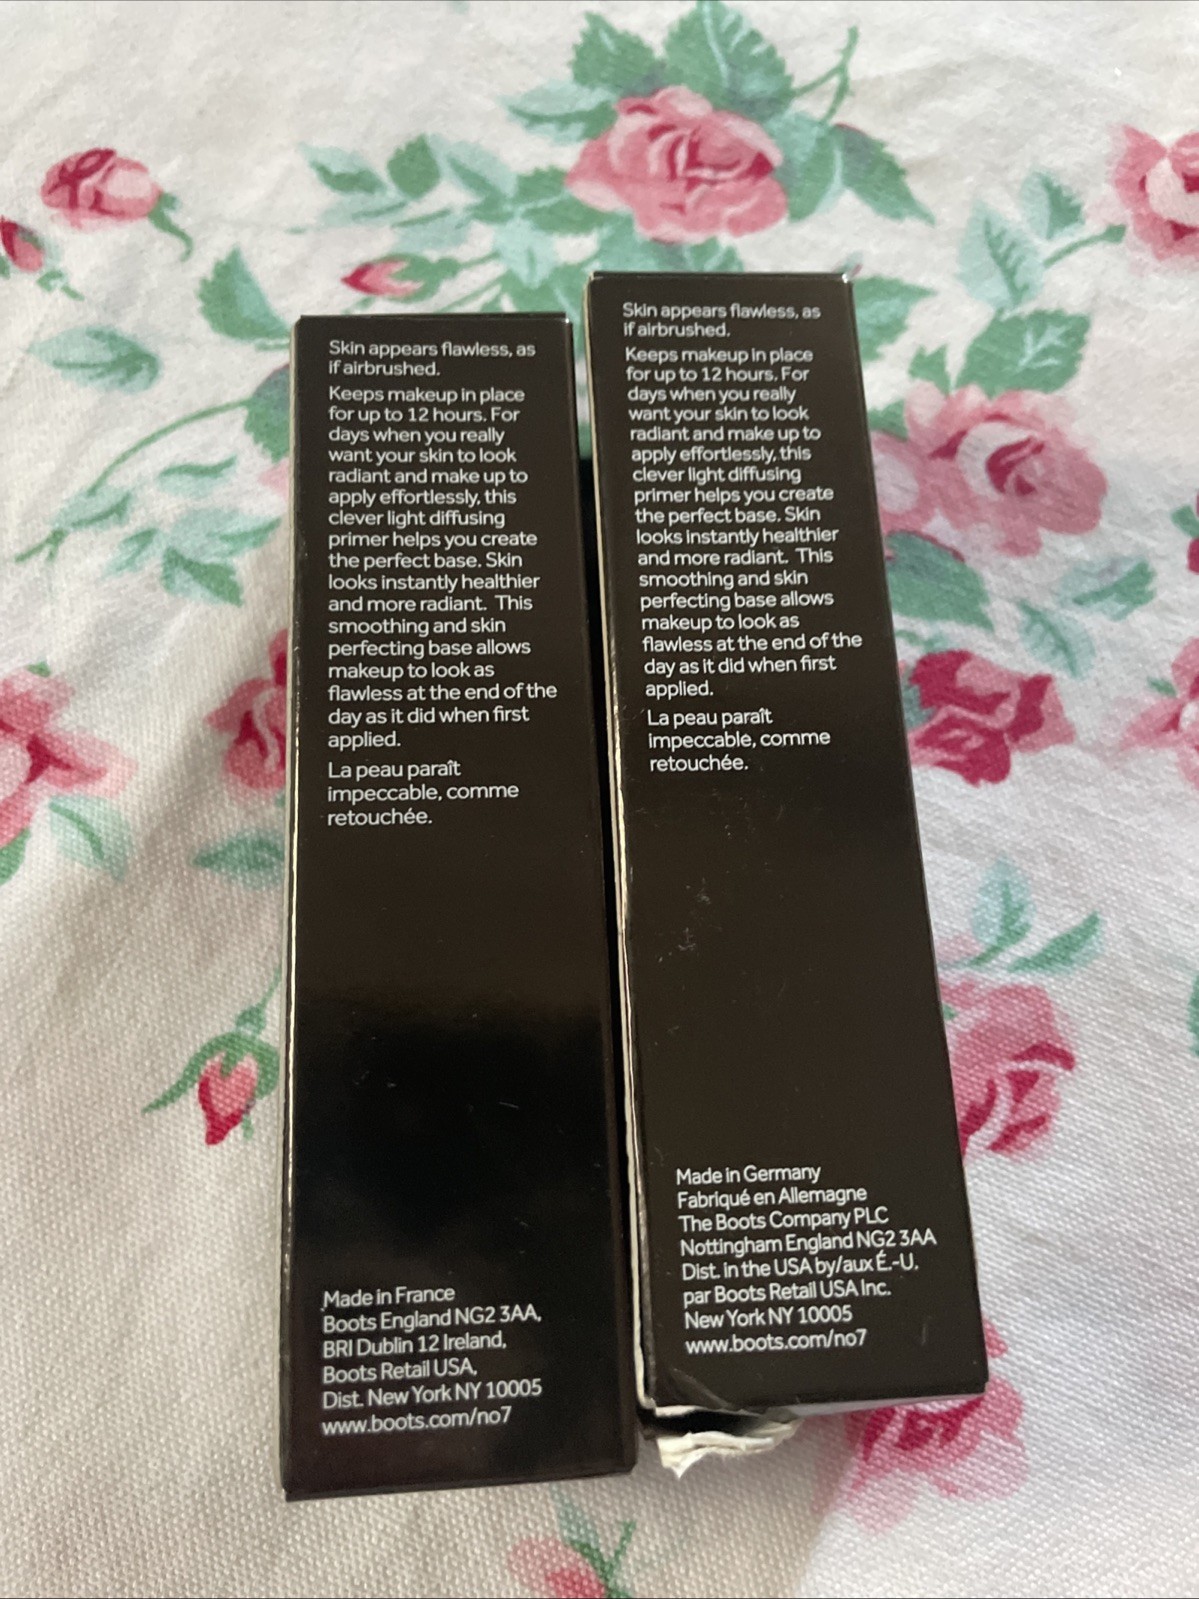 Skin appears flawless, as
if airbrushed.
Keeps makeup in place
for up to 12 hours. For
days when you really
want your skin to look
radiant and make up to
apply effortlessly, this
clever light diffusing
primer helps you create
the perfect base. Skin
looks instantly healthier
and more radiant. This
smoothing and skin
perfecting base allows
makeup to look as
flawless at the end of the
day as it did when first
applied.
La peau paraît
impeccable, comme
retouchée.
Made in France
Boots England NG2 3AA,
BRI Dublin 12 Ireland,
Boots Retail USA,
Dist. New York NY 10005
www.boots.com/no7
Skin appears flawless, as
if airbrushed.
Keeps makeup in place
for up to 12 hours. For
days when you really
want your skin to look
radiant and make up to
apply effortlessly, this
clever light diffusing
primer helps you create
the perfect base. Skin
looks instantly healthier
and more radiant. This
smoothing and skin
perfecting base allows
makeup to look as
flawless at the end of the
day as it did when first
applied.
La peau paraît
impeccable, comme
retouchée.
Made in Germany
Fabriqué en Allemagne
The Boots Company PLC
Nottingham England NG2 3AA
Dist. in the USA by/aux É.-U.
par Boots Retail USA Inc.
New York NY 10005
www.boots.com/no7